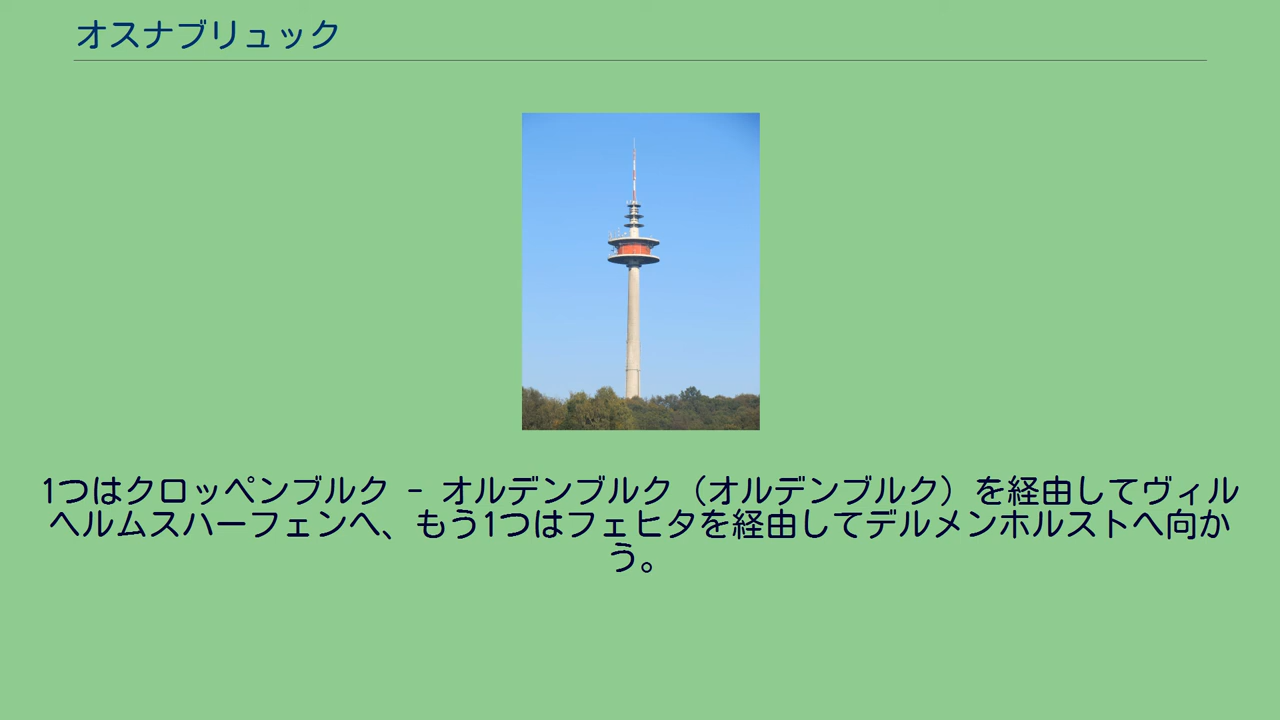 オスナブリュック
1つはクロッペンブルク － オルデンブルク（オルデンブルク）を経由してヴィル
ヘルムスハーフェンへ、もう1つはフェヒタを経由してデルメンホルストへ向か
う。